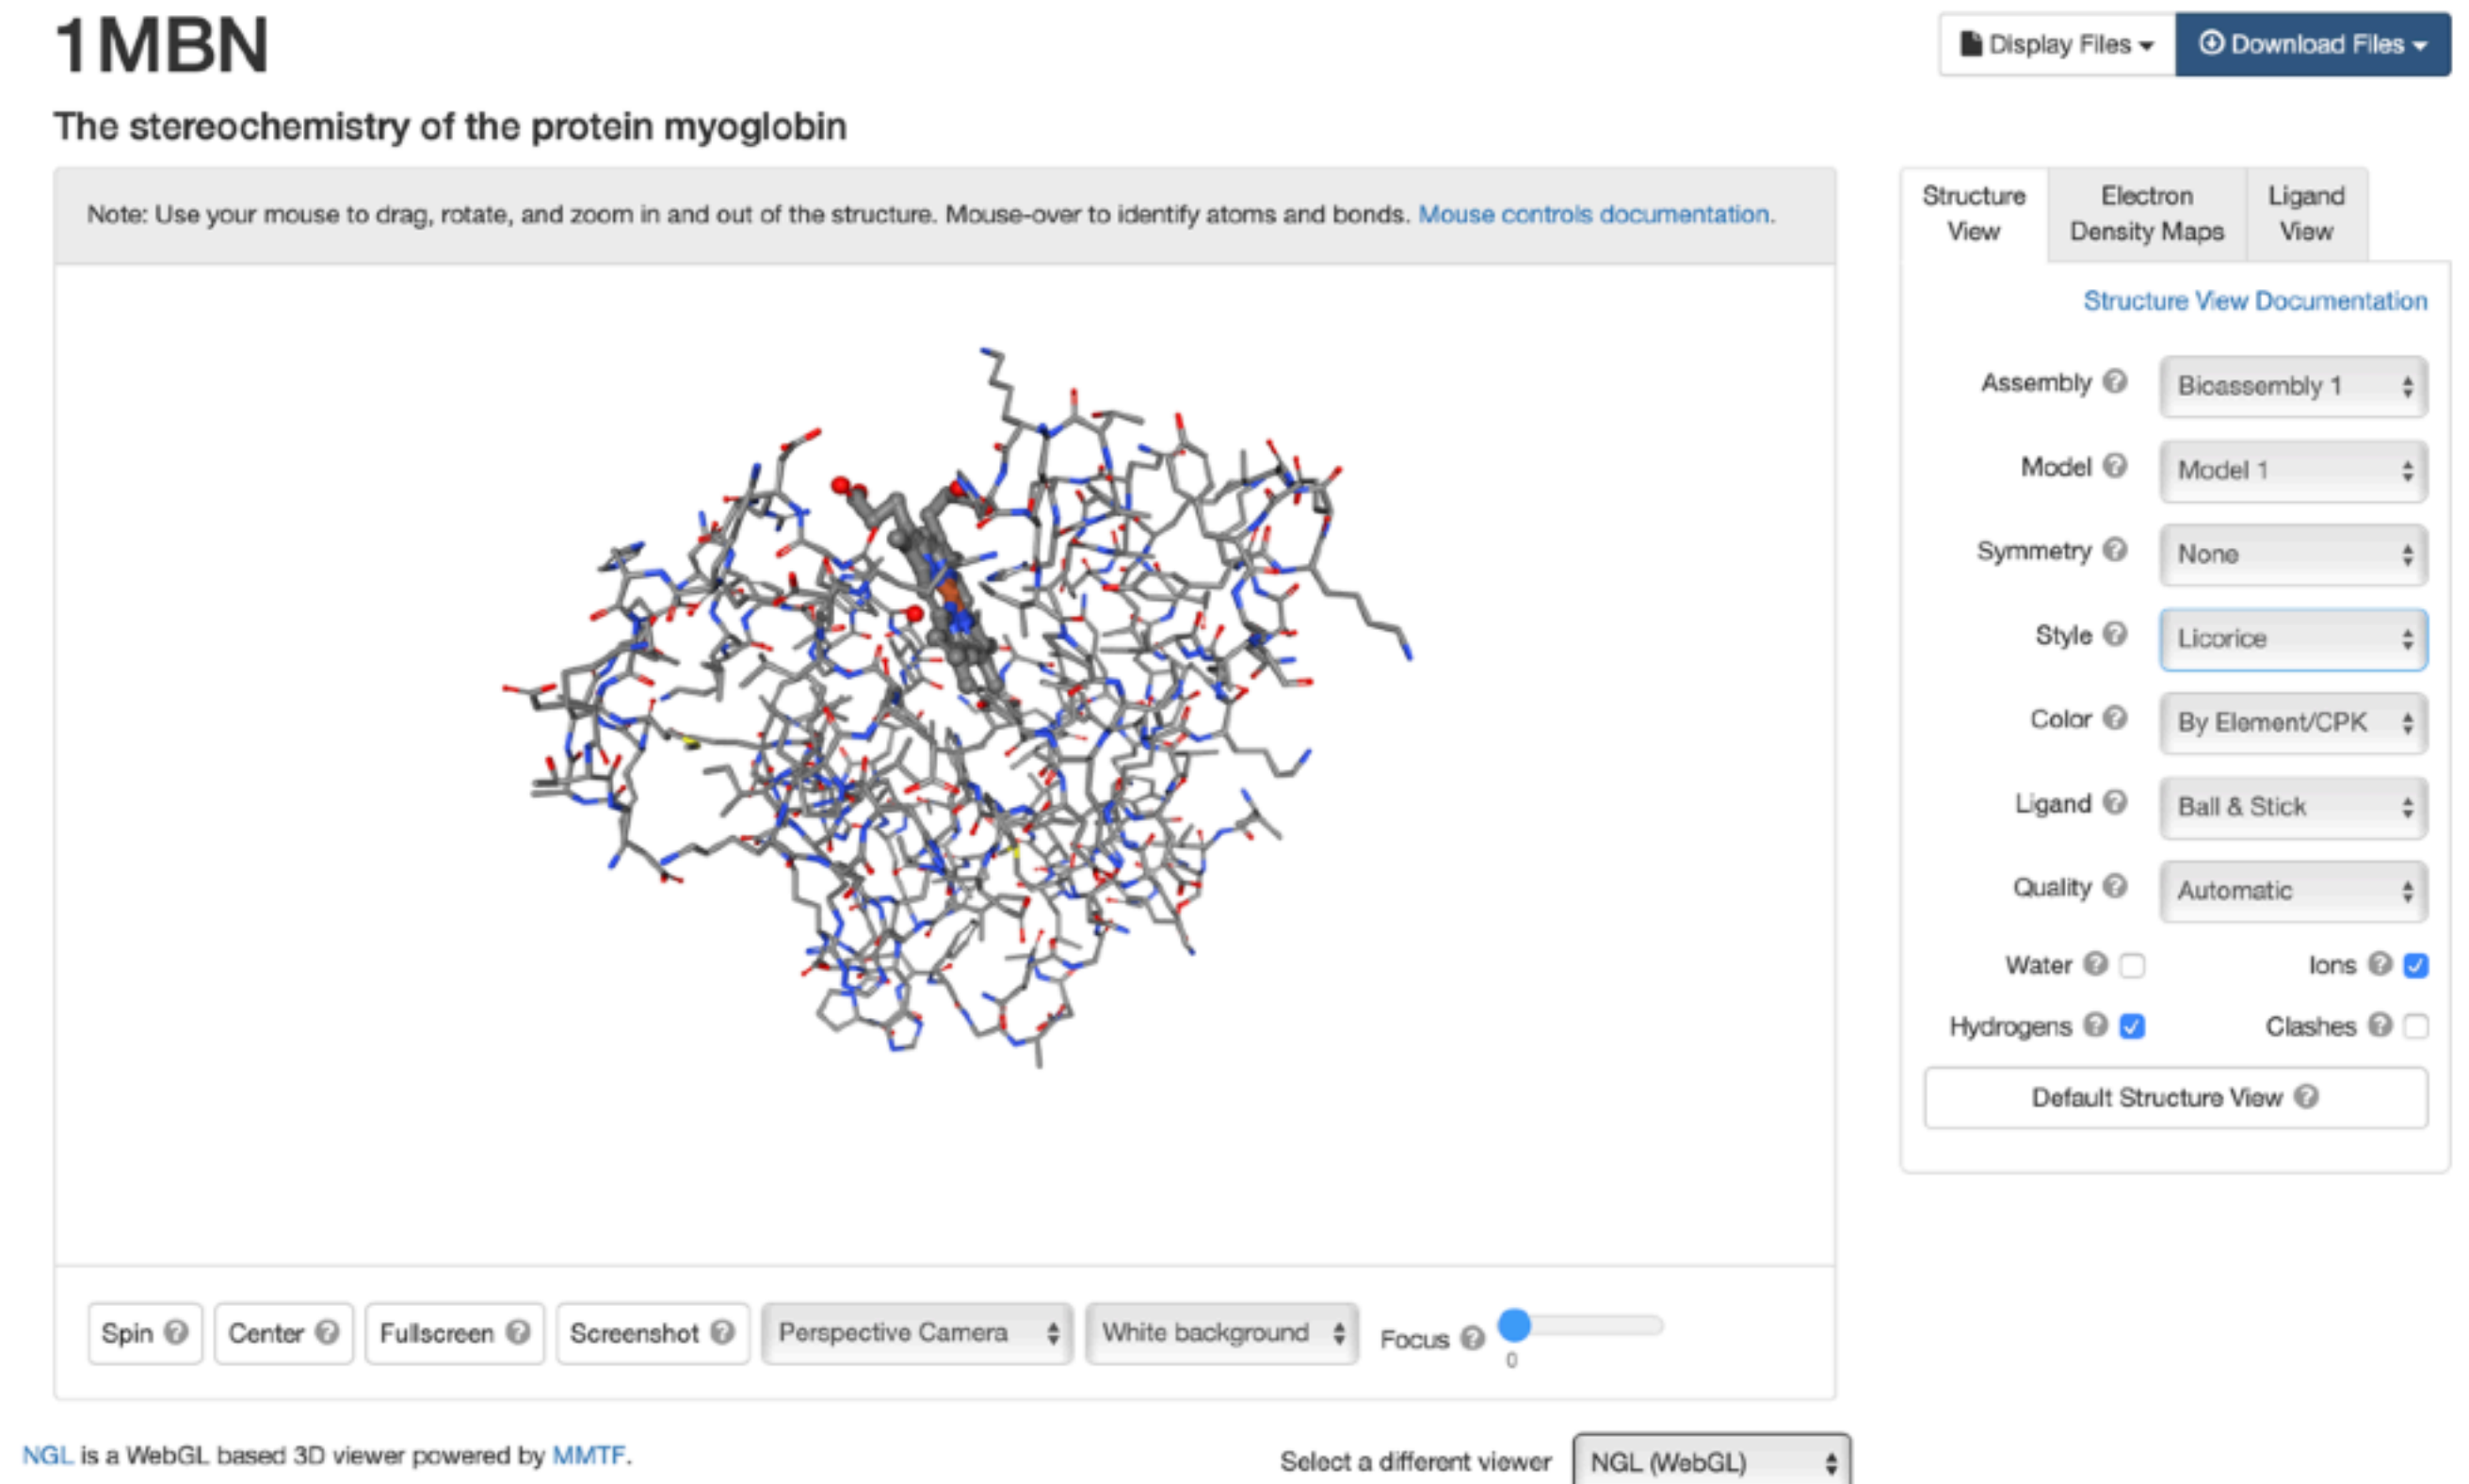 1MBN
Display Files
Download Files
The stereochemistry of the protein myoglobin
Note: Use your mouse to drag, rotate, and zoom in and out of the structure. Mouse-over to identify atoms and bonds. Mouse controls documentation.
Structure View
Electron Density Maps
Ligand View
Structure View Documentation
Assembly ? Bioassembly 1
Model ? Model 1
Symmetry ? None
Style ? Licorice
Color ? By Element/CPK
Ligand ? Ball & Stick
Quality ? Automatic
Water ? Ions ?
Hydrogens ? Clashes ?
Default Structure View ?
Spin ? Center ? Fullscreen ? Screenshot ? Perspective Camera White background Focus ?
0
NGL is a WebGL based 3D viewer powered by MMTF.
Select a different viewer NGL (WebGL)